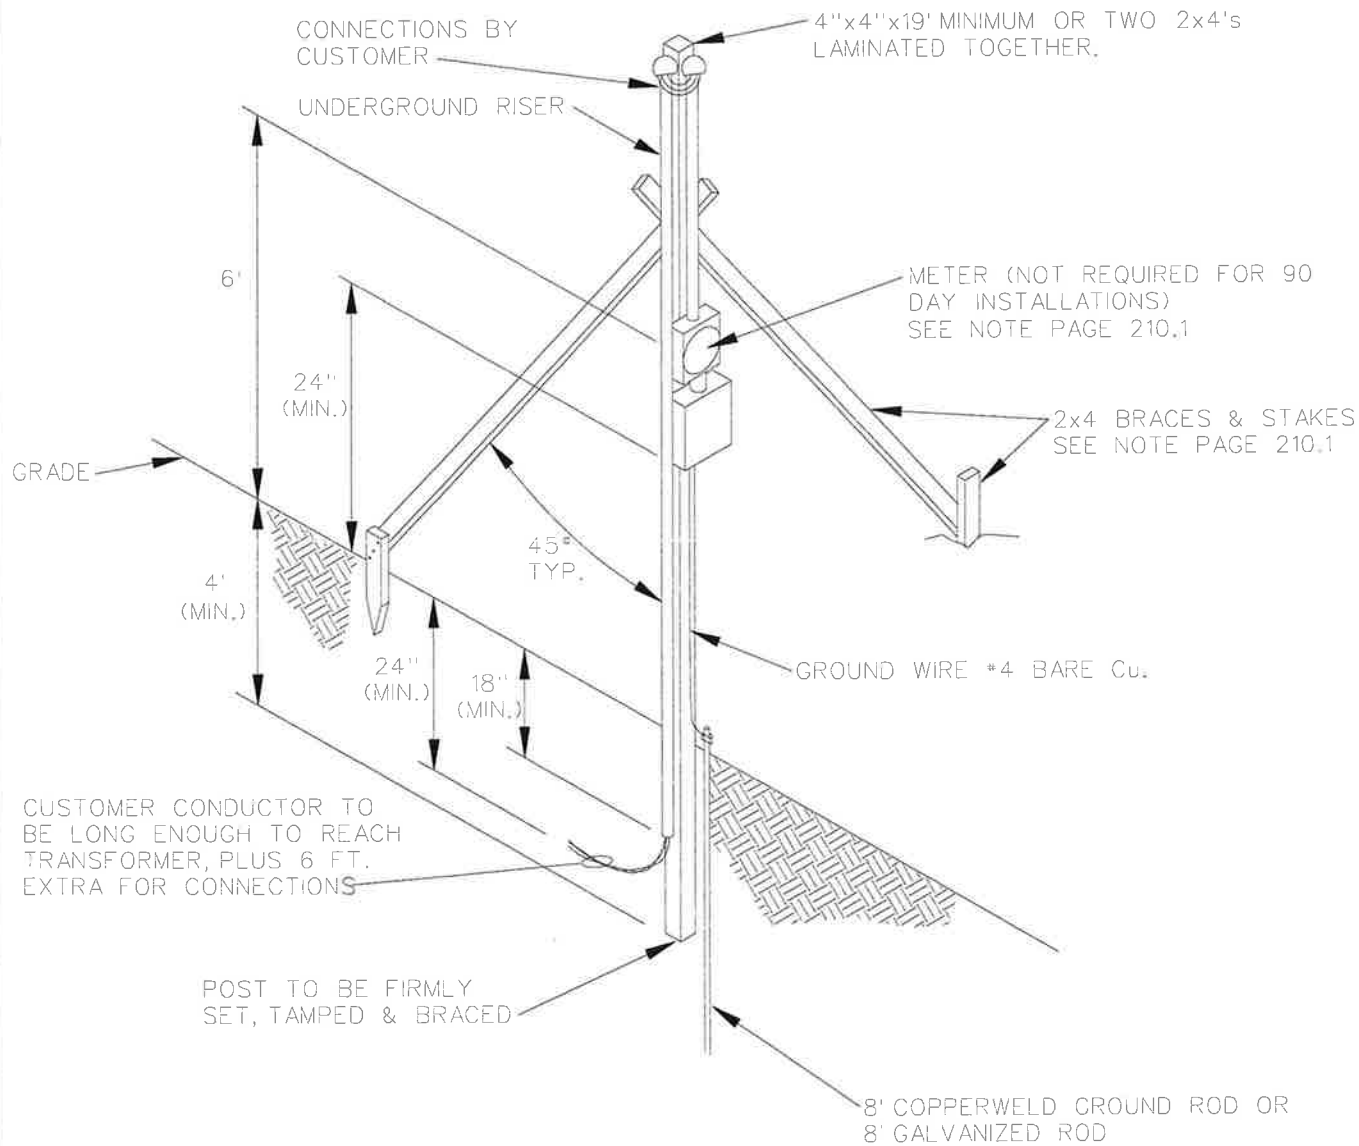 CONNECTIONS BY
CUSTOMER
4"x4"x19' MINIMUM OR TWO 2x4's
LAMINATED TOGETHER.
UNDERGROUND RISER
6'
METER (NOT REQUIRED FOR 90
DAY INSTALLATIONS)
SEE NOTE PAGE 210.1
24"
(MIN.)
2x4 BRACES & STAKES
SEE NOTE PAGE 210.1
GRADE
45°
TYP.
4'
(MIN.)
24"
(MIN.)
18"
(MIN.)
GROUND WIRE #4 BARE Cu.
CUSTOMER CONDUCTOR TO
BE LONG ENOUGH TO REACH
TRANSFORMER, PLUS 6 FT.
EXTRA FOR CONNECTIONS
POST TO BE FIRMLY
SET, TAMPED & BRACED
8' COPPERWELD GROUND ROD OR
8' GALVANIZED ROD